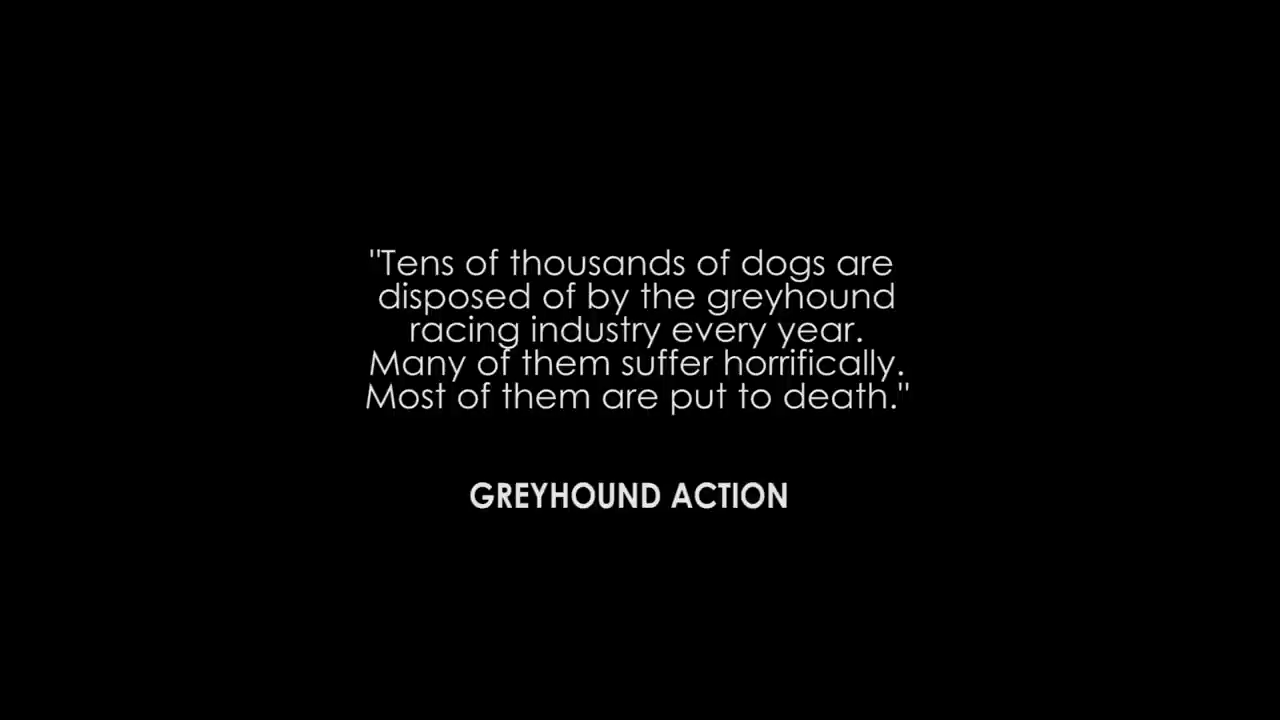 "Tens of thousands of dogs are
disposed of by the greyhound
racing industry every year.
Many of them suffer horrifically.
Most of them are put to death."
GREYHOUND ACTION